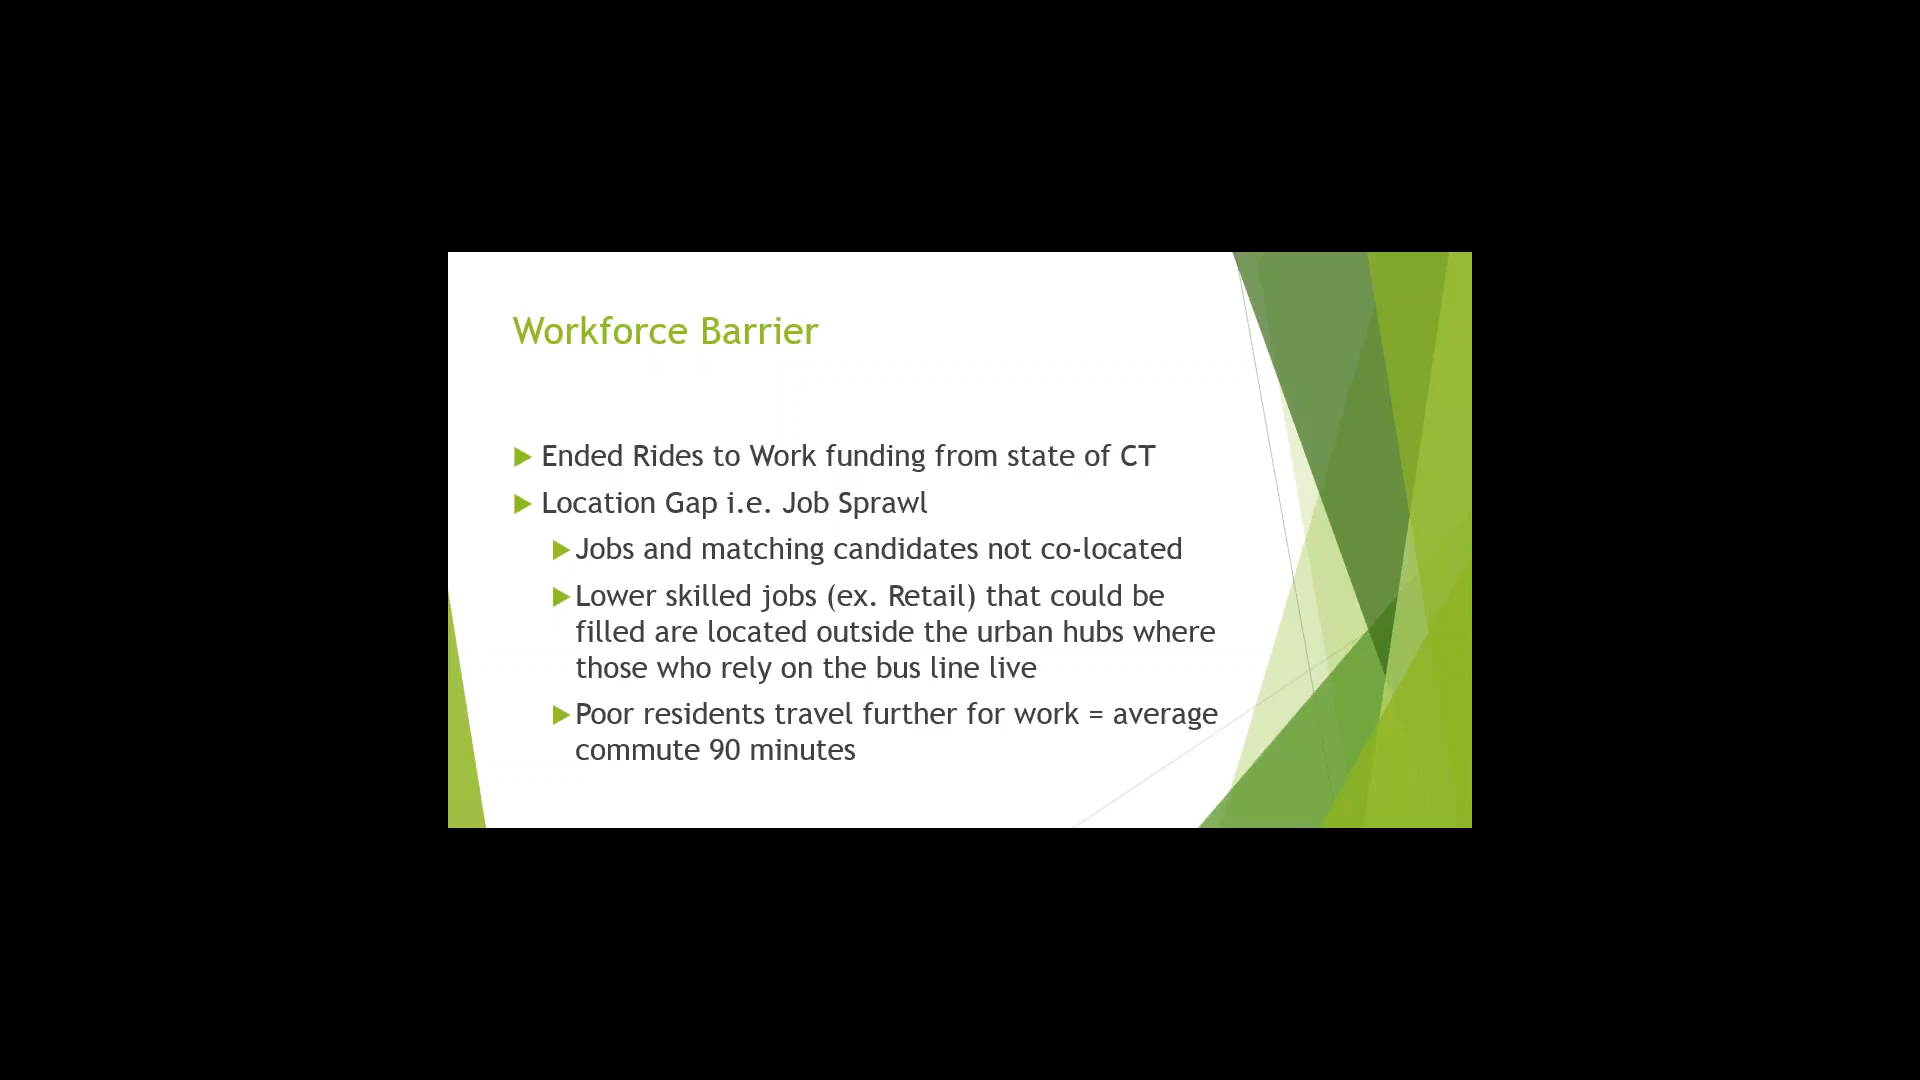 Workforce Barrier
Ended Rides to Work funding from state of CT
Location Gap i.e. Job Sprawl
Jobs and matching candidates not co-located
Lower skilled jobs (ex. Retail) that could be
filled are located outside the urban hubs where
those who rely on the bus line live
Poor residents travel further for work = average
commute 90 minutes